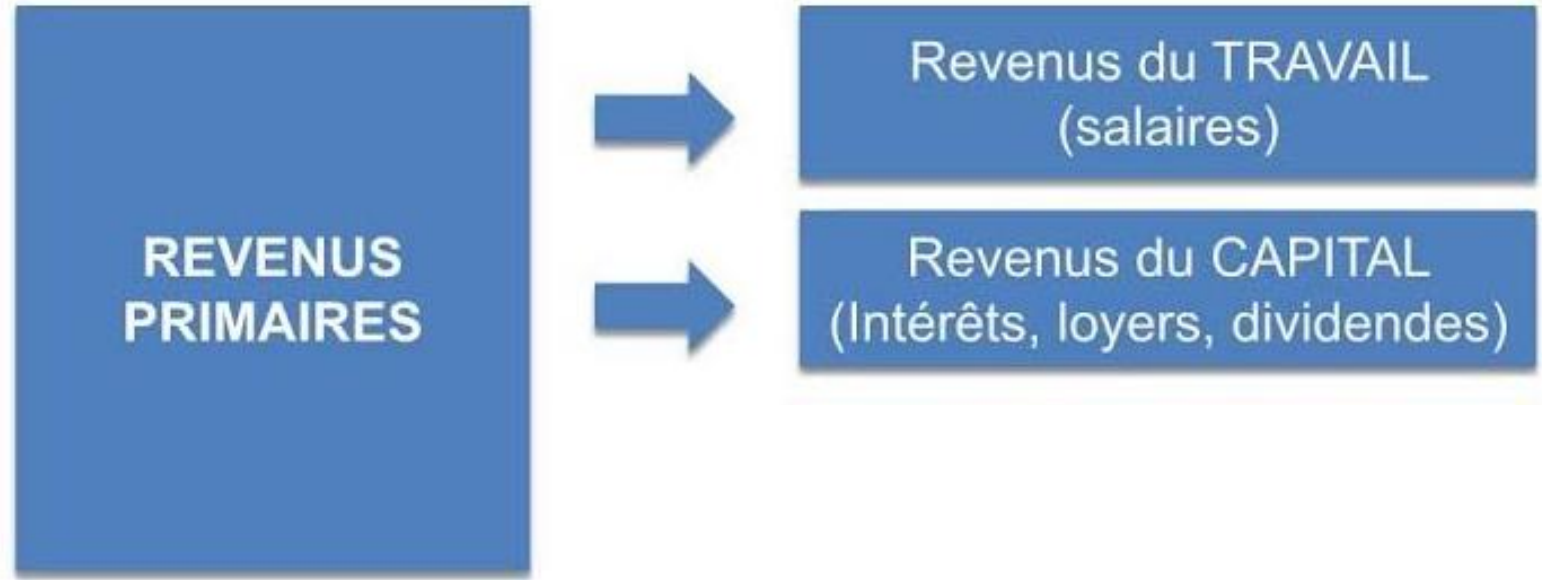 REVENUS
PRIMAIRES
Revenus du TRAVAIL
(salaires)
Revenus du CAPITAL
(Intérêts, loyers, dividendes)